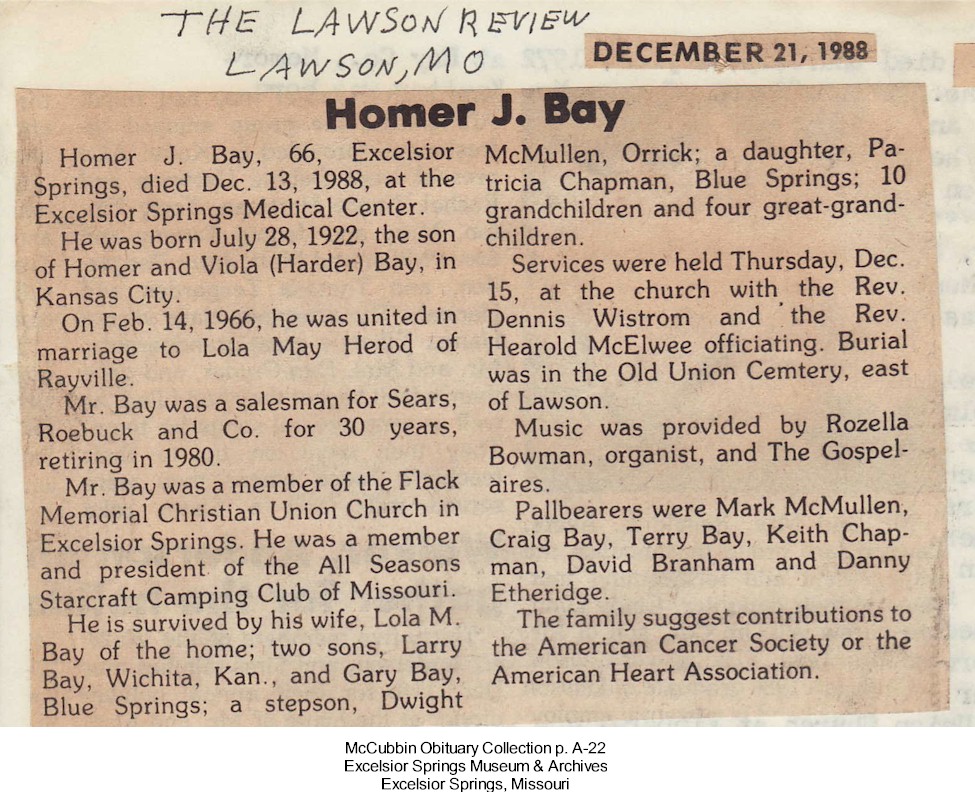 THE LAWSON REVIEW
LAWSON, MO
DECEMBER 21, 1988
Homer J. Bay
Homer J. Bay, 66, Excelsior
Springs, died Dec. 13, 1988, at the
Excelsior Springs Medical Center.
He was born July 28, 1922, the son
of Homer and Viola (Harder) Bay, in
Kansas City.
On Feb. 14, 1966, he was united in
marriage to Lola May Herod of
Rayville.
Mr. Bay was a salesman for Sears,
Roebuck and Co. for 30 years,
retiring in 1980.
Mr. Bay was a member of the Flack
Memorial Christian Union Church in
Excelsior Springs. He was a member
and president of the All Seasons
Starcraft Camping Club of Missouri.
He is survived by his wife, Lola M.
Bay of the home; two sons, Larry
Bay, Wichita, Kan., and Gary Bay,
Blue Springs; a stepson, Dwight
McMullen, Orrick; a daughter, Pa-
tricia Chapman, Blue Springs; 10
grandchildren and four great-grand-
children.
Services were held Thursday, Dec.
15, at the church with the Rev.
Dennis Wistrom and the Rev.
Hearold McElwee officiating. Burial
was in the Old Union Cemtery, east
of Lawson.
Music was provided by Rozella
Bowman, organist, and The Gospel-
aires.
Pallbearers were Mark McMullen,
Craig Bay, Terry Bay, Keith Chap-
man, David Branham and Danny
Etheridge.
The family suggest contributions to
the American Cancer Society or the
American Heart Association.
McCubbin Obituary Collection p. A-22
Excelsior Springs Museum & Archives
Excelsior Springs, Missouri